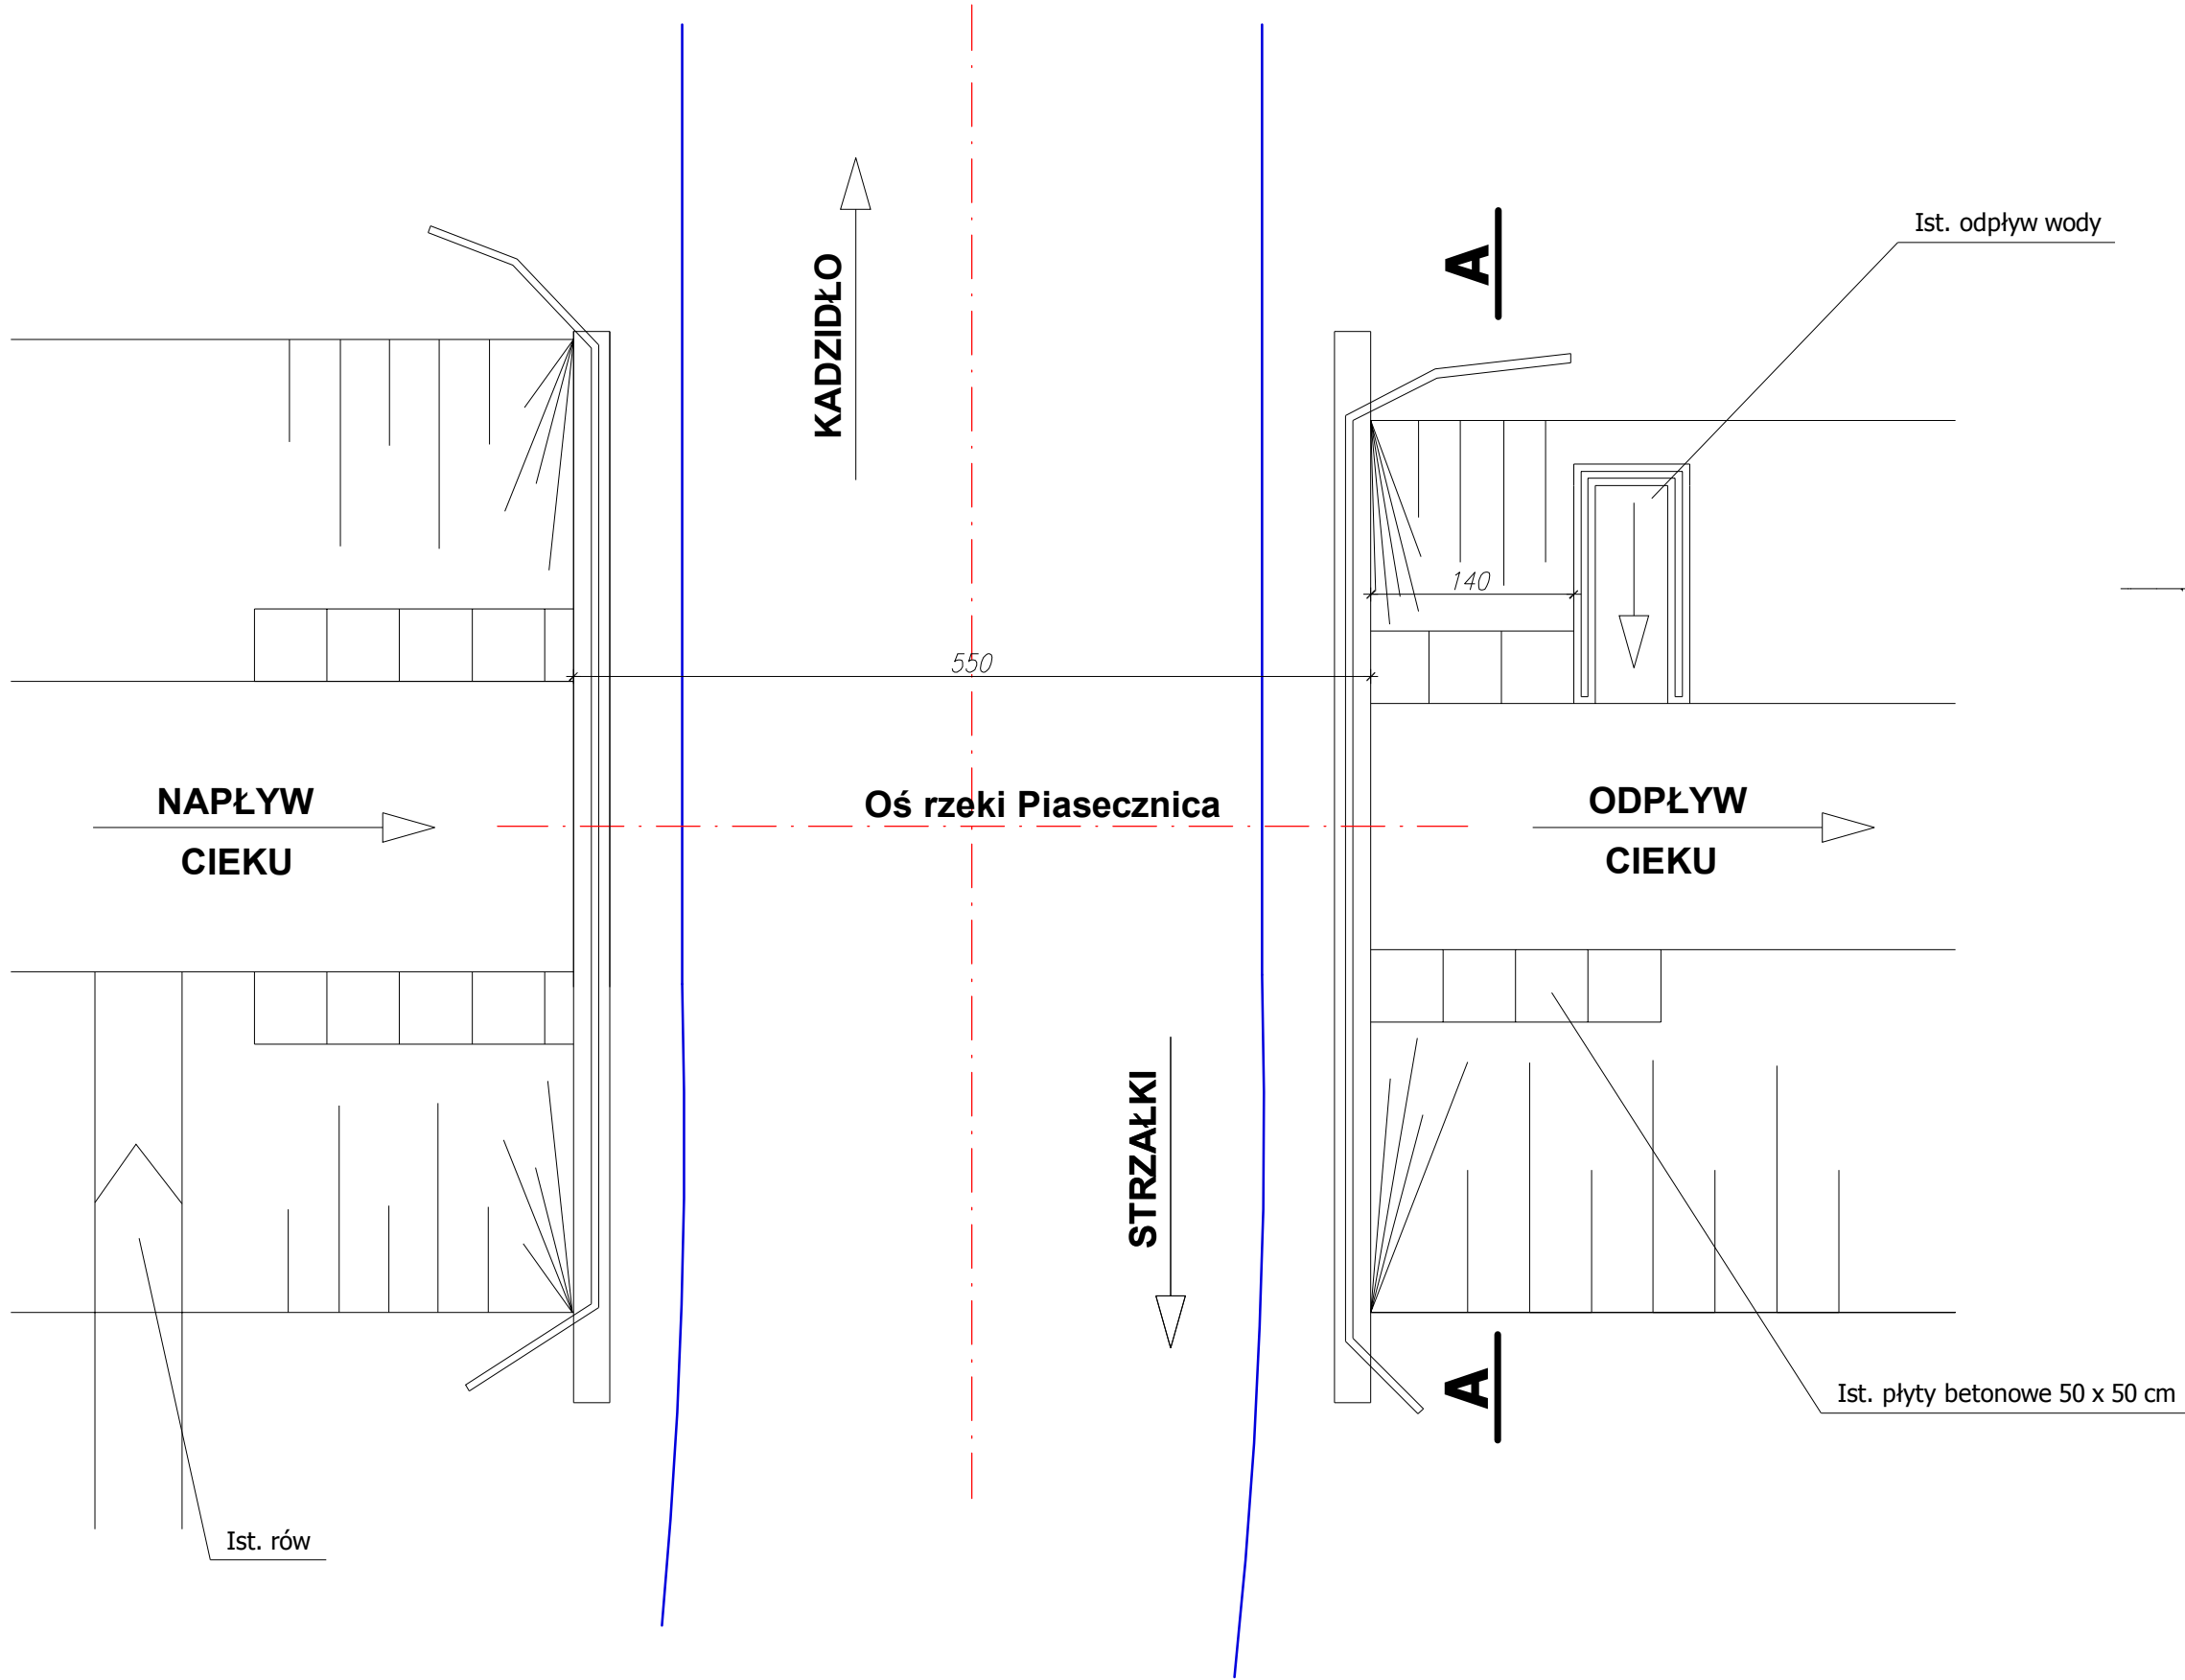 Ist. odpływ wody
A
KADZIDŁO
140
550
NAPŁYW
CIEKU
Oś rzeki Piasecznica
ODPŁYW
CIEKU
STRZAŁKI
A
Ist. płyty betonowe 50 x 50 cm
Ist. rów